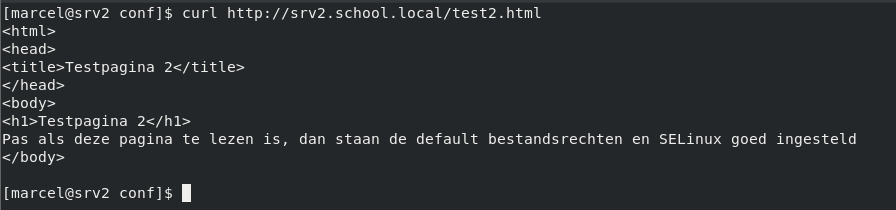 [marcel@srv2 conf]$ curl http://srv2.school.local/test2.html
<html>
<head>
<title>Testpagina 2</title>
</head>
<body>
<h1>Testpagina 2</h1>
Pas als deze pagina te lezen is, dan staan de default bestandsrechten en SELinux goed ingesteld
</body>

[marcel@srv2 conf]$